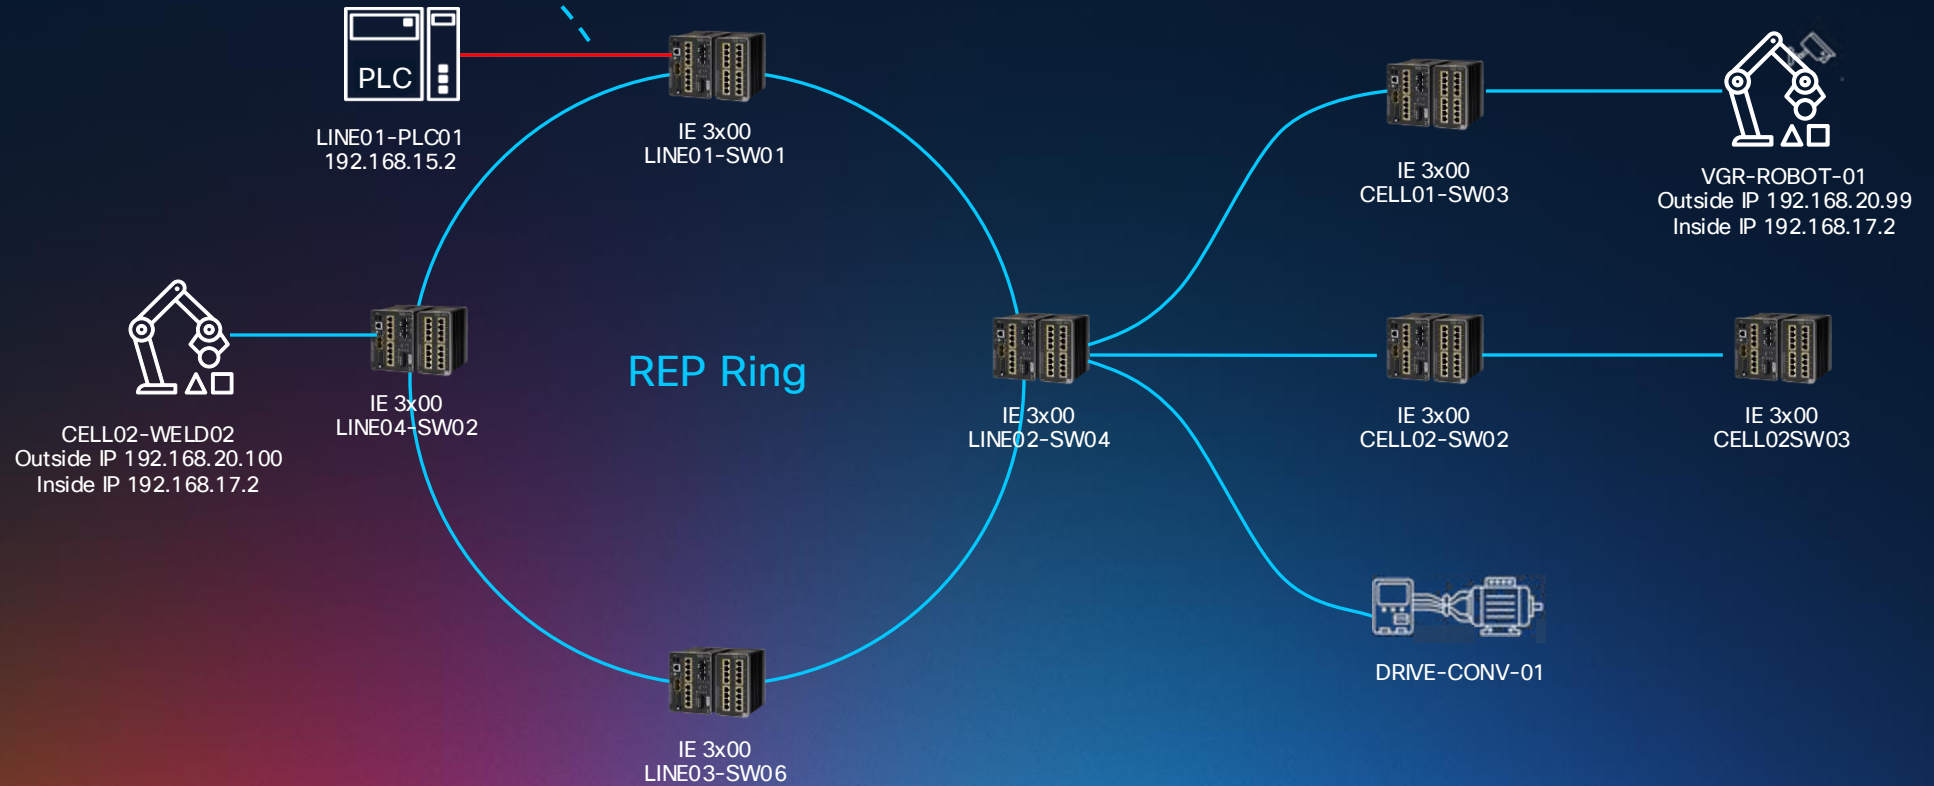 PLC
LINE01-PLC01
192.168.15.2
IE 3x00
LINE01-SW01
IE 3x00
CELL01-SW03
VGR-ROBOT-01
Outside IP 192.168.20.99
Inside IP 192.168.17.2
CELL02-WELD02
Outside IP 192.168.20.100
Inside IP 192.168.17.2
IE 3x00
LINE04-SW02
REP Ring
IE 3x00
LINE02-SW04
IE 3x00
CELL02-SW02
IE 3x00
CELL02SW03
DRIVE-CONV-01
IE 3x00
LINE03-SW06